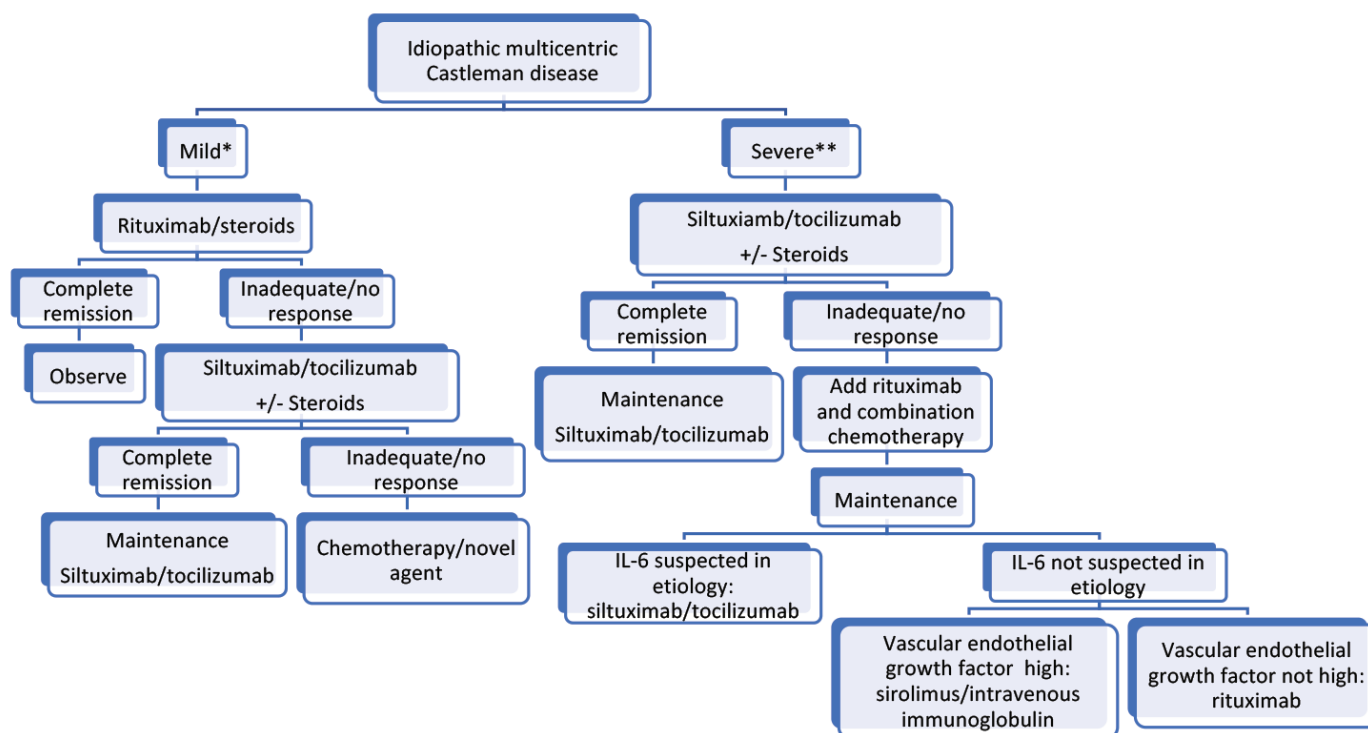 Idiopathic multicentric
Castleman disease
Mild*
Severe**
Rituximab/steroids
Siltuxiamb/tocilizumab
+/- Steroids
Complete
remission
Inadequate/no
response
Complete
remission
Inadequate/no
response
Observe
Siltuximab/tocilizumab
+/- Steroids
Maintenance
Siltuximab/tocilizumab
Add rituximab
and combination
chemotherapy
Complete
remission
Inadequate/no
response
Maintenance
Maintenance
Siltuximab/tocilizumab
Chemotherapy/novel
agent
IL-6 suspected in
etiology:
siltuximab/tocilizumab
IL-6 not suspected in
etiology
Vascular endothelial
growth factor  high:
sirolimus/intravenous
immunoglobulin
Vascular endothelial
growth factor not high:
rituximab